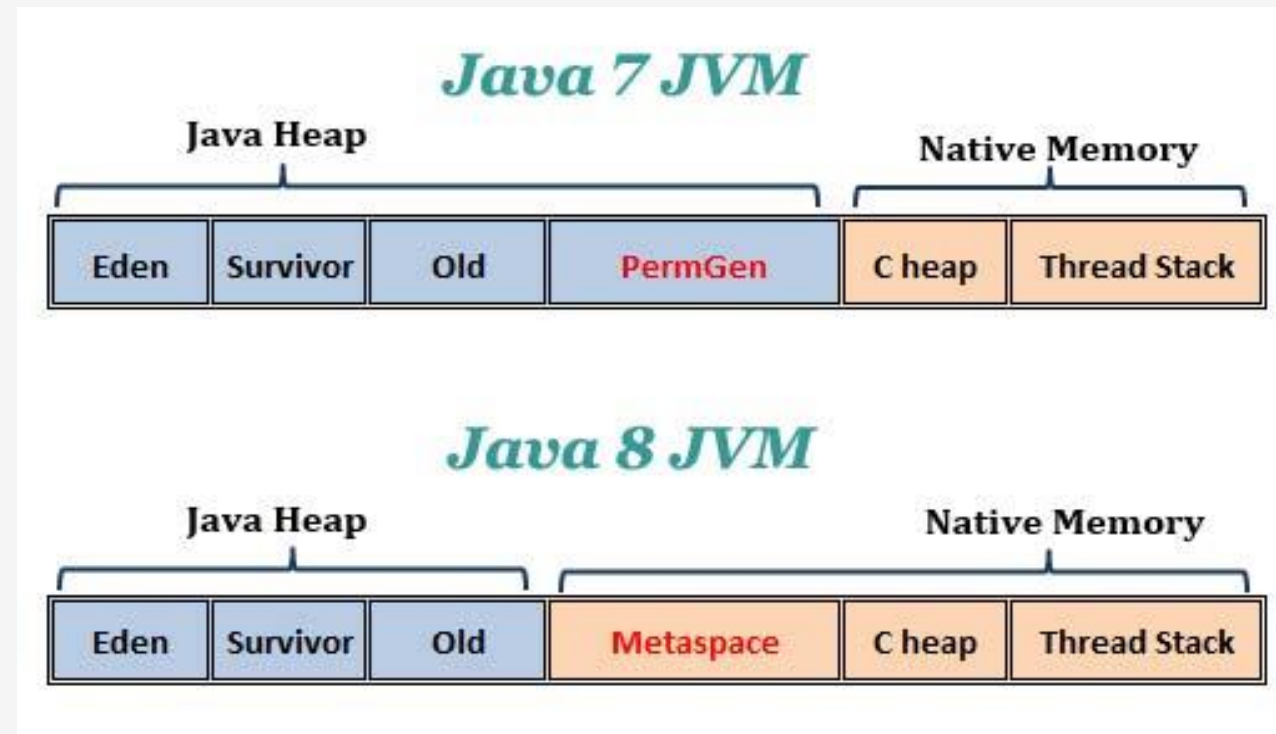 Java 7 JVM
Java Heap
Native Memory
Eden
Survivor
Old
PermGen
C heap
Thread Stack
Java 8 JVM
Java Heap
Native Memory
Eden
Survivor
Old
Metaspace
C heap
Thread Stack